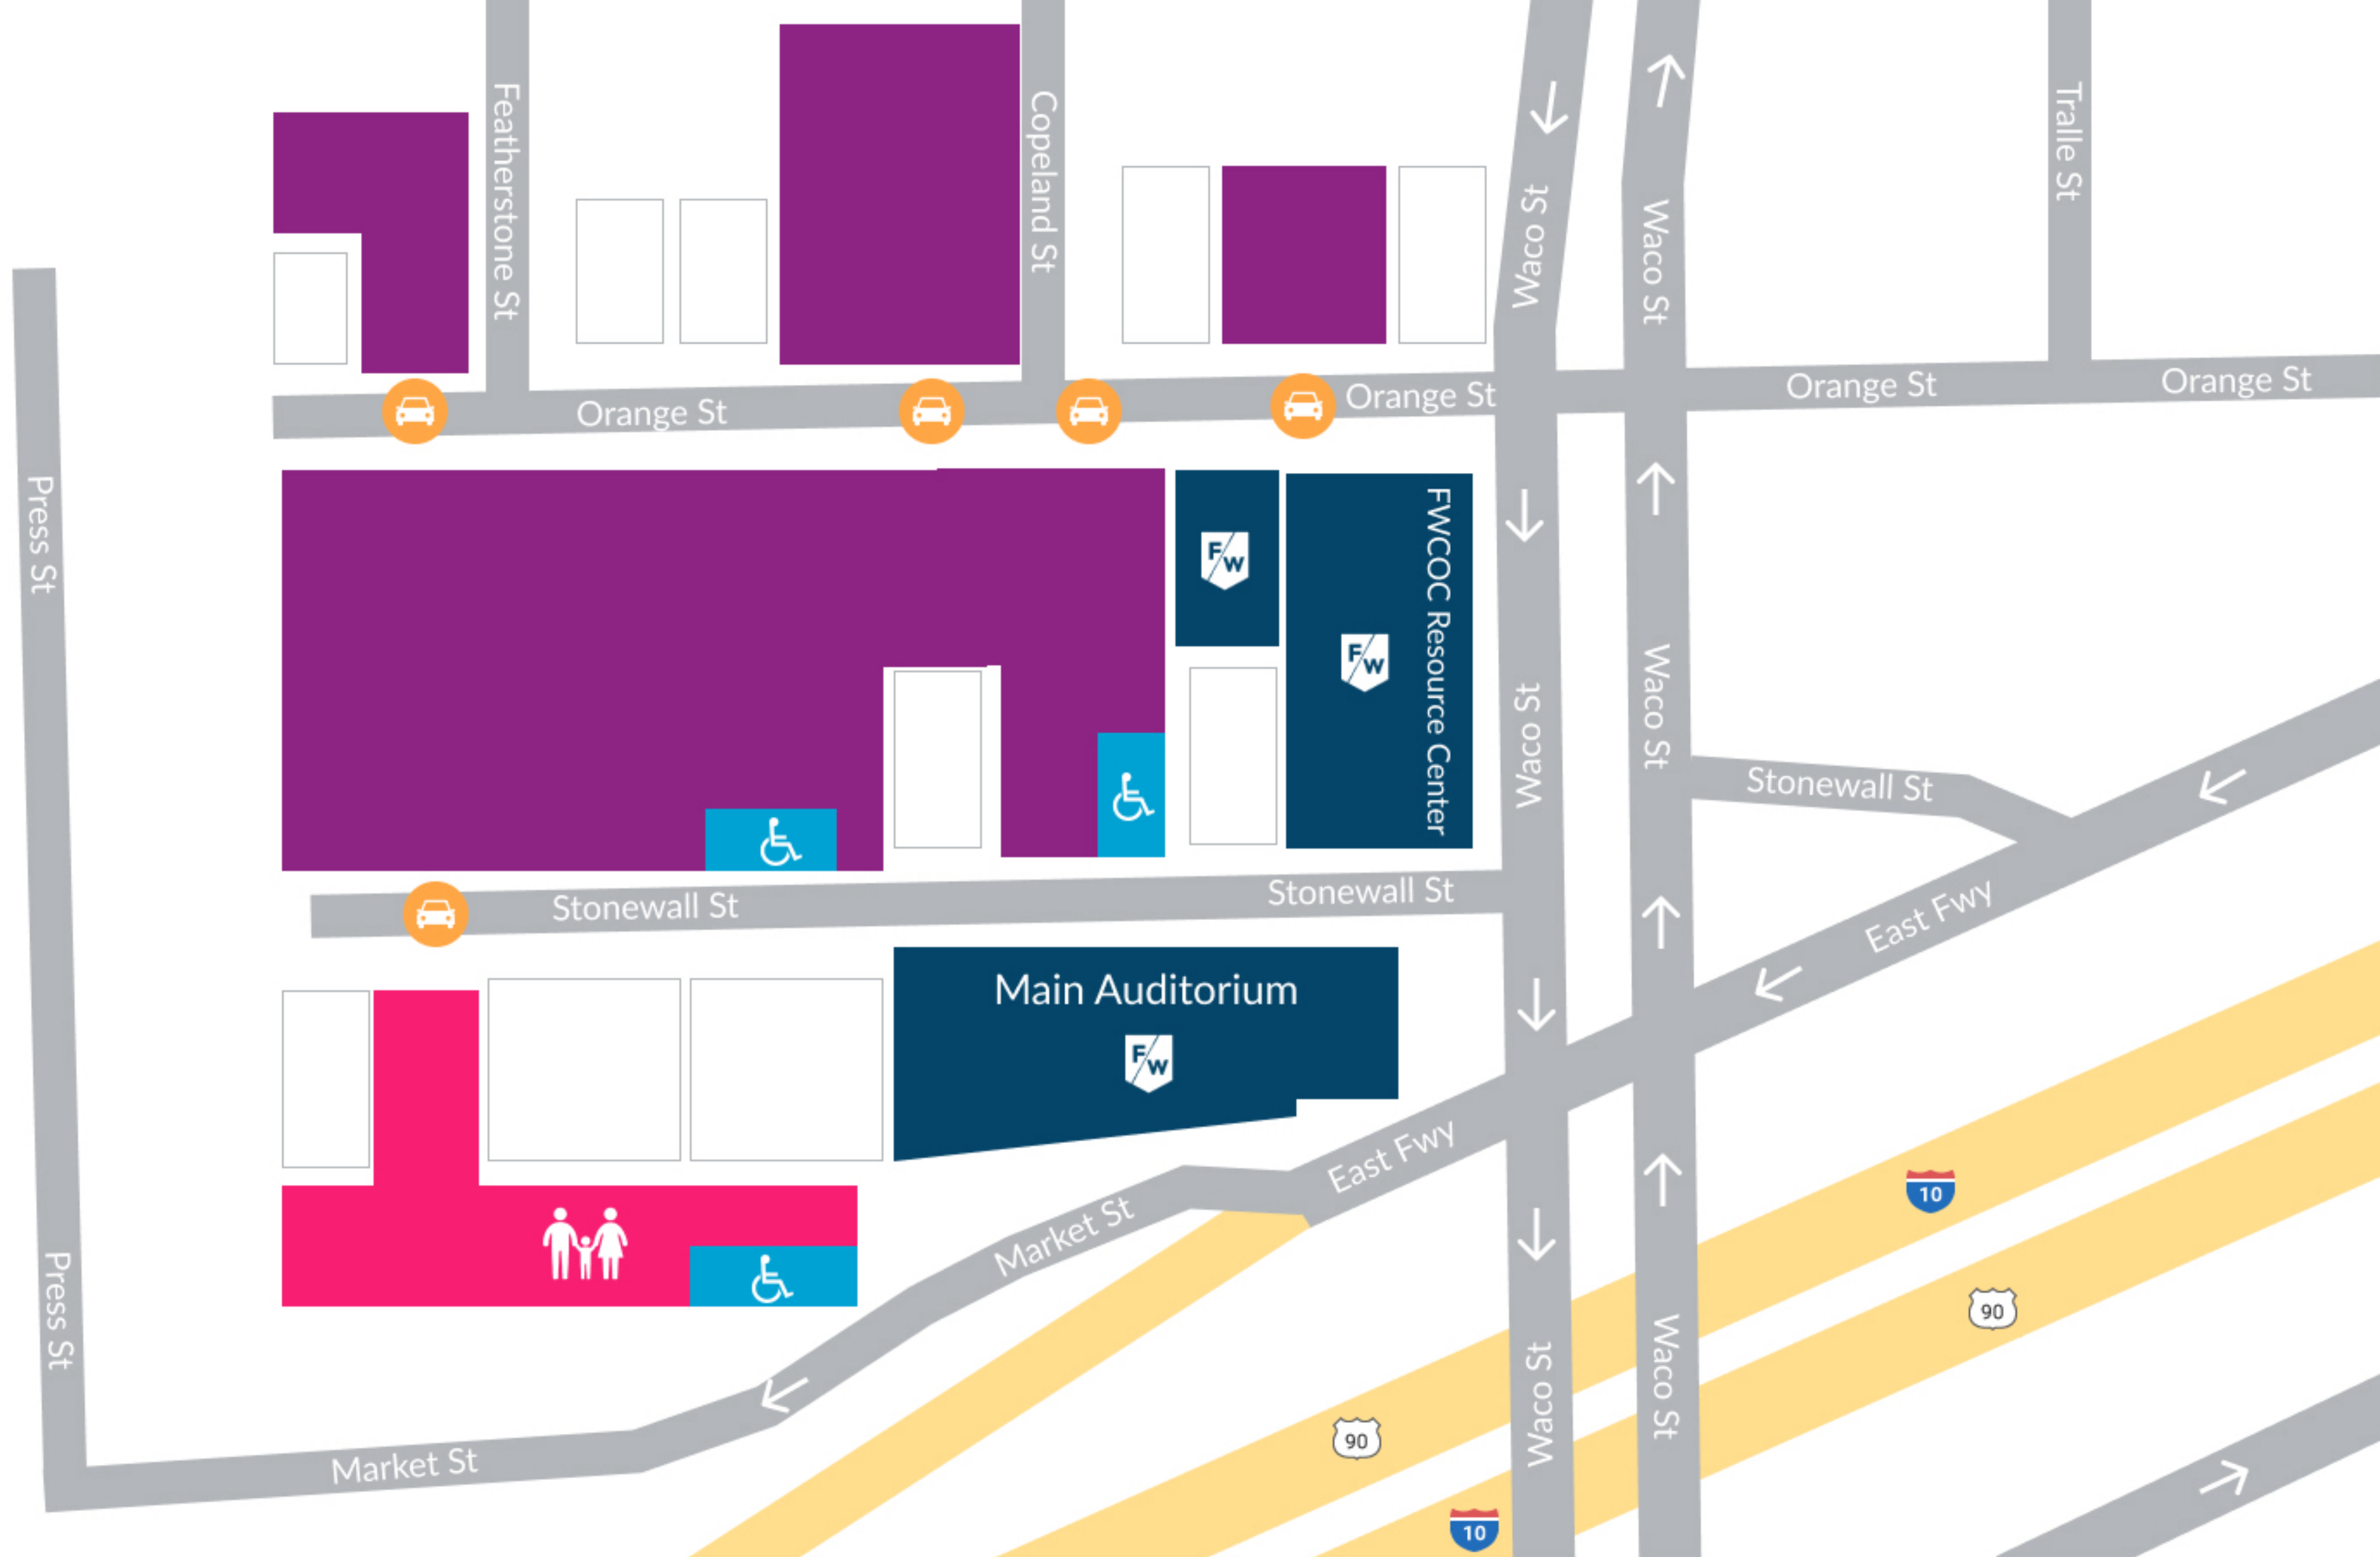 Featherstone St
Copeland St
Waco St
Waco St
Tralle St
Orange St
Orange St
Orange St
Orange St
Press St
F/W
F/W
FWCOC Resource Center
Waco St
Waco St
Stonewall St
Stonewall St
Stonewall St
East Fwy
Main Auditorium
F/W
East Fwy
Market St
10
90
Press St
Waco St
Waco St
90
Market St
10